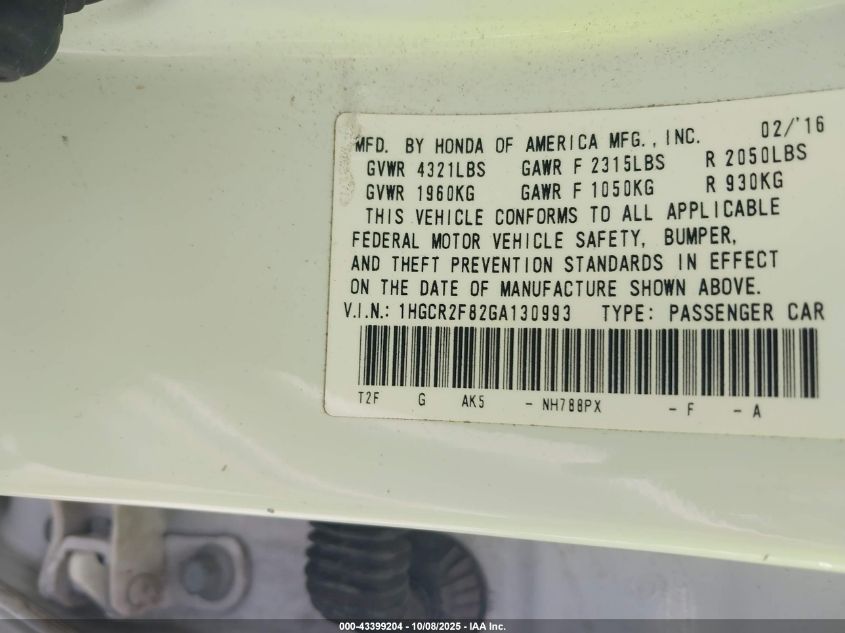 02/'16
MFD. BY HONDA OF AMERICA MFG., INC.
GVWR 4321LBS GAWR F 2315LBS R 2050LBS
GVWR 1960KG GAWR F 1050KG R 930KG
THIS VEHICLE CONFORMS TO ALL APPLICABLE
FEDERAL MOTOR VEHICLE SAFETY, BUMPER,
AND THEFT PREVENTION STANDARDS IN EFFECT
ON THE DATE OF MANUFACTURE SHOWN ABOVE.
V.I.N.: 1HGCR2F82GA130993 TYPE: PASSENGER CAR
T2F G AK5 - NH788PX - F - A
000-43399204 - 10/08/2025 - IAA Inc.